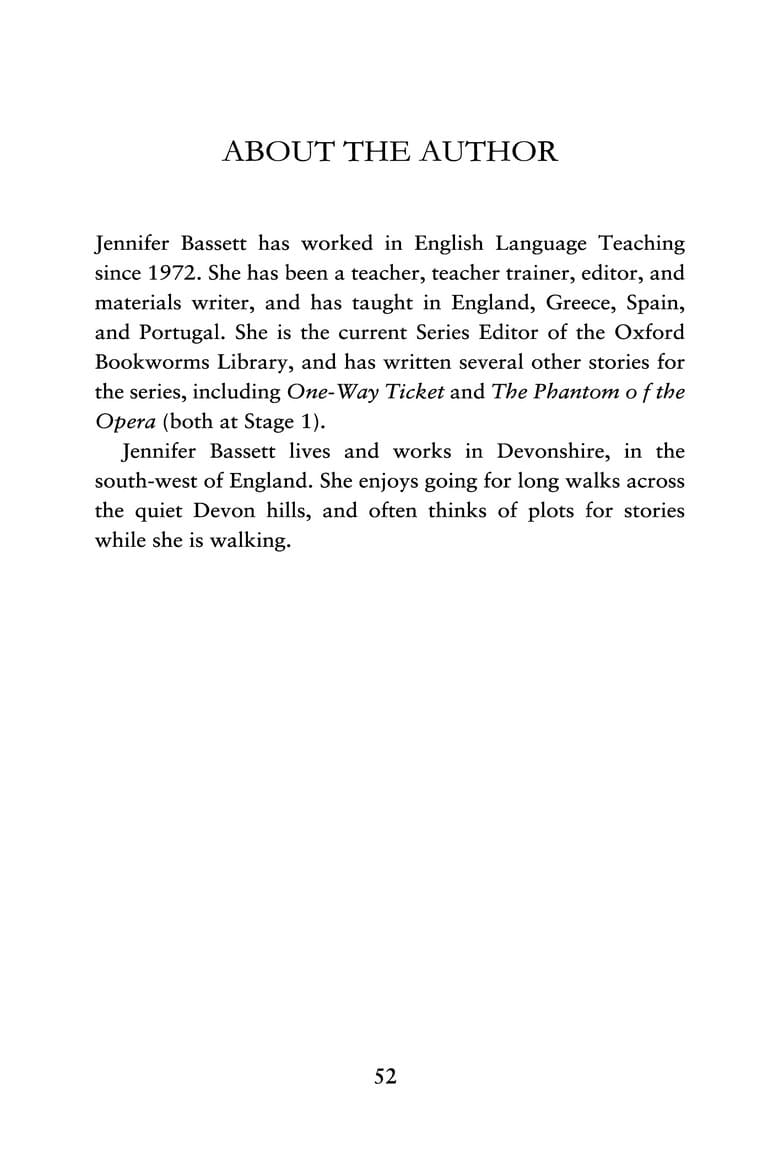 ABOUT THE AUTHOR
Jennifer Bassett has worked in English Language Teaching
since 1972. She has been a teacher, teacher trainer, editor, and
materials writer, and has taught in England, Greece, Spain,
and Portugal. She is the current Series Editor of the Oxford
Bookworms Library, and has written several other stories for
the series, including One-Way Ticket and The Phantom o f the
Opera (both at Stage 1).
Jennifer Bassett lives and works in Devonshire, in the
south-west of England. She enjoys going for long walks across
the quiet Devon hills, and often thinks of plots for stories
while she is walking.
52